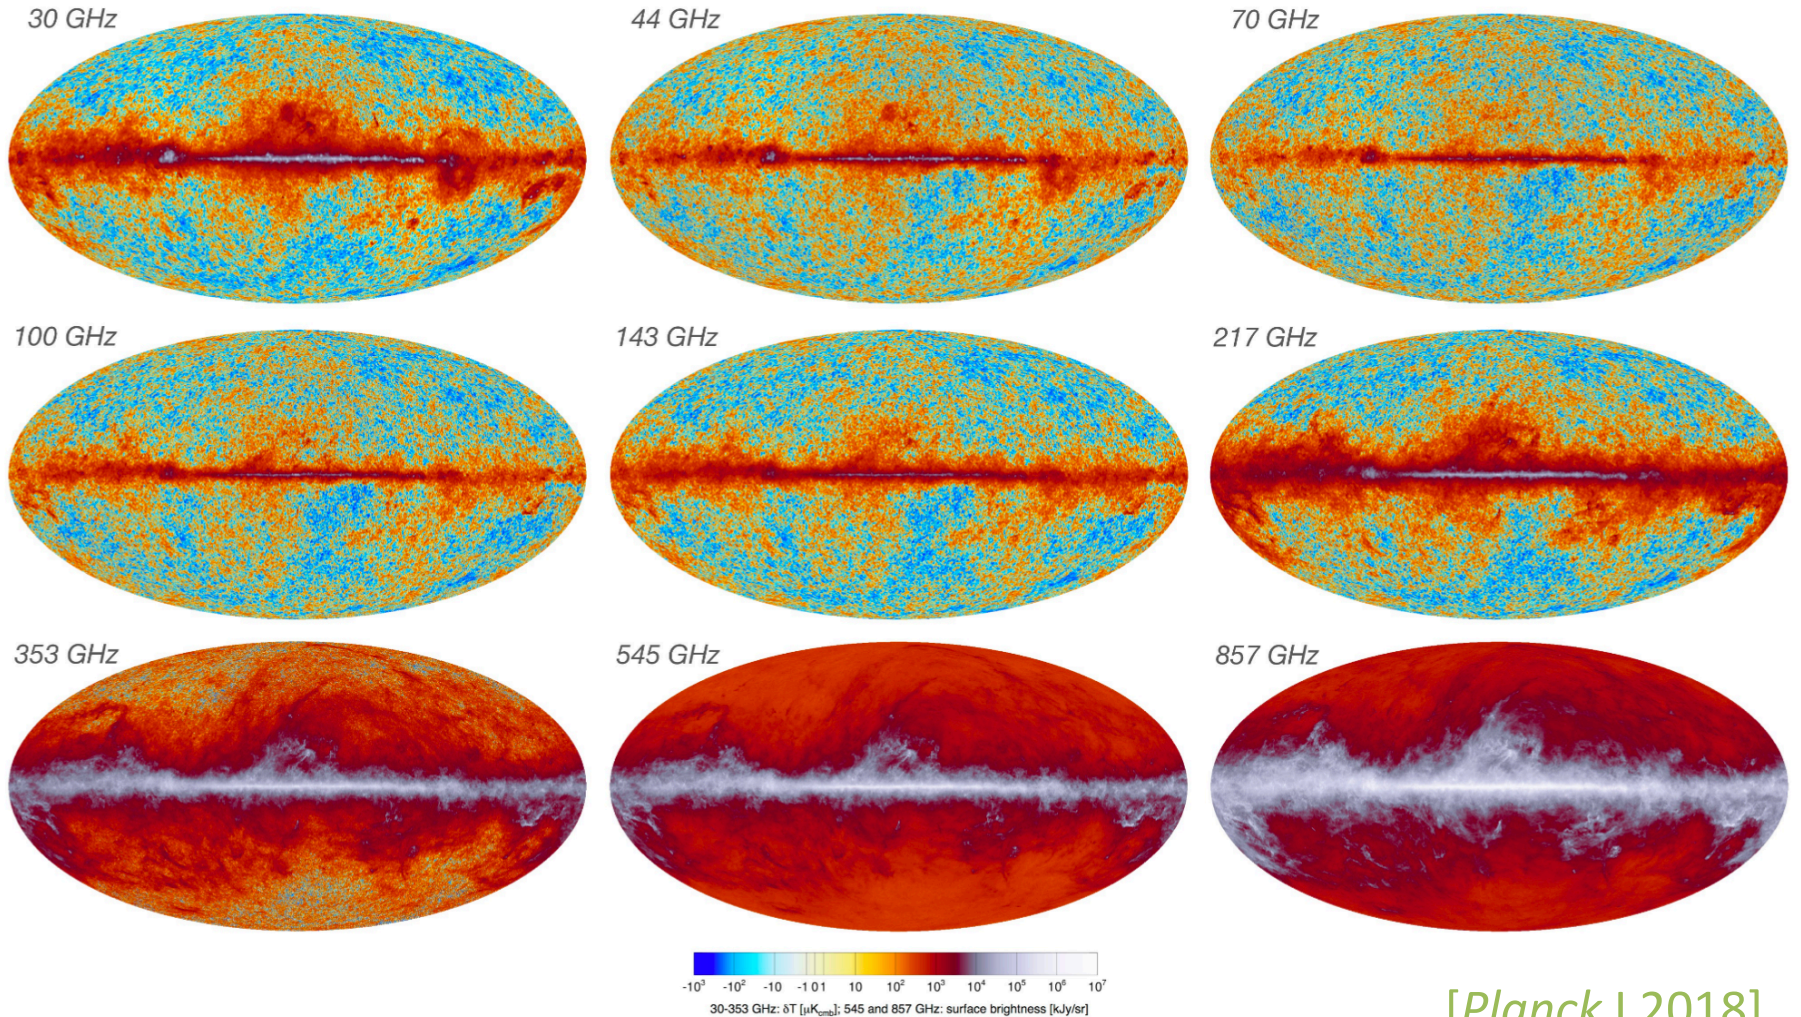 30 GHz
44 GHz
70 GHz
100 GHz
143 GHz
217 GHz
353 GHz
545 GHz
857 GHz
-10³ -10² -10 -1 0 1 10 10² 10³ 10⁴ 10⁵ 10⁶ 10⁷
30-353 GHz: δT [μK_cmb]; 545 and 857 GHz: surface brightness [kJy/sr]
[Planck I 2018]